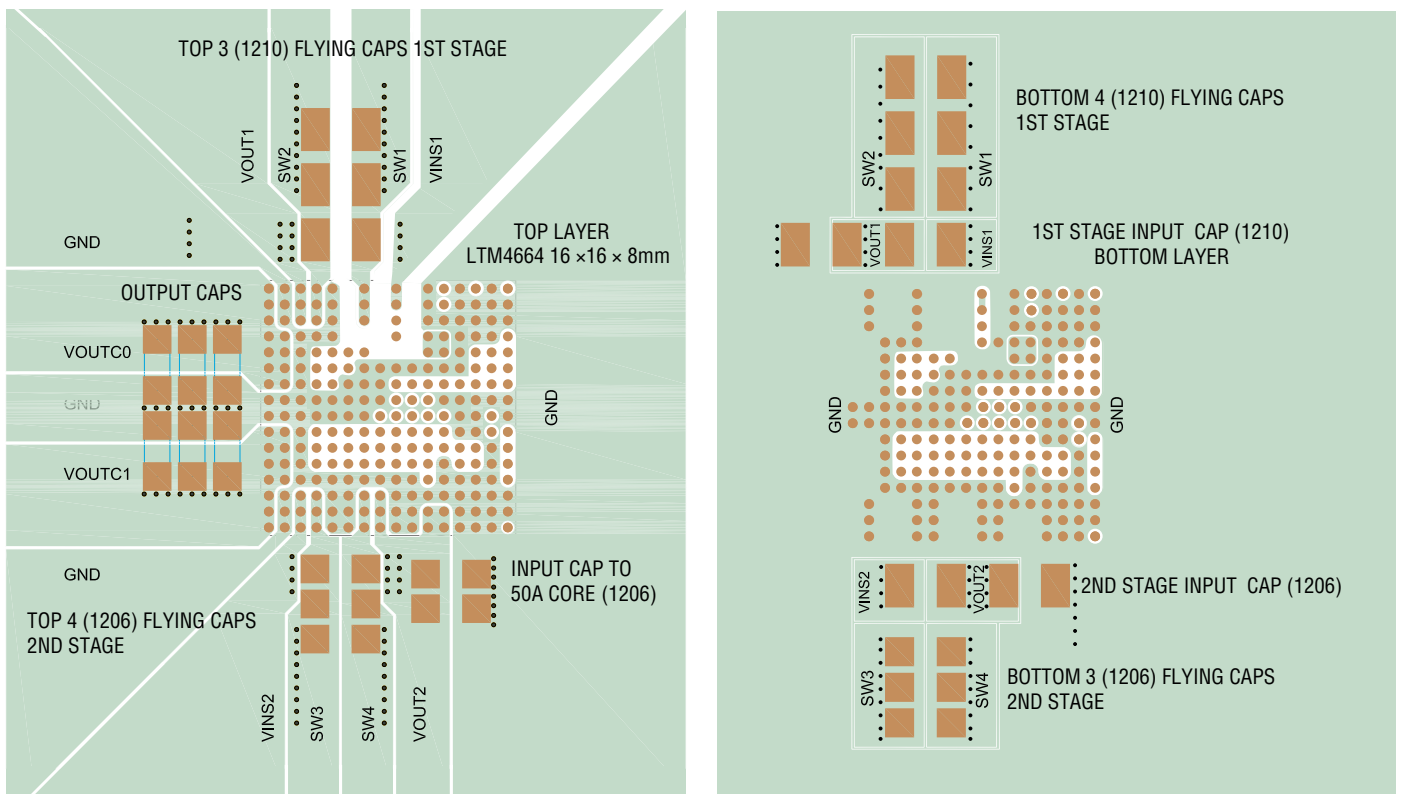 TOP 3 (1210) FLYING CAPS 1ST STAGE
VOUT1
SW2
SW1
VINS1
GND
TOP LAYER
LTM4664 16 ×16 × 8mm
OUTPUT CAPS
VOUTC0
GND
GND
VOUTC1
GND
INPUT CAP TO
50A CORE (1206)
TOP 4 (1206) FLYING CAPS
2ND STAGE
VINS2
SW3
SW4
VOUT2
BOTTOM 4 (1210) FLYING CAPS
1ST STAGE
SW2
SW1
VOUT1
VINS1
1ST STAGE INPUT CAP (1210)
BOTTOM LAYER
GND
GND
VINS2
VOUT2
2ND STAGE INPUT CAP (1206)
SW3
SW4
BOTTOM 3 (1206) FLYING CAPS
2ND STAGE